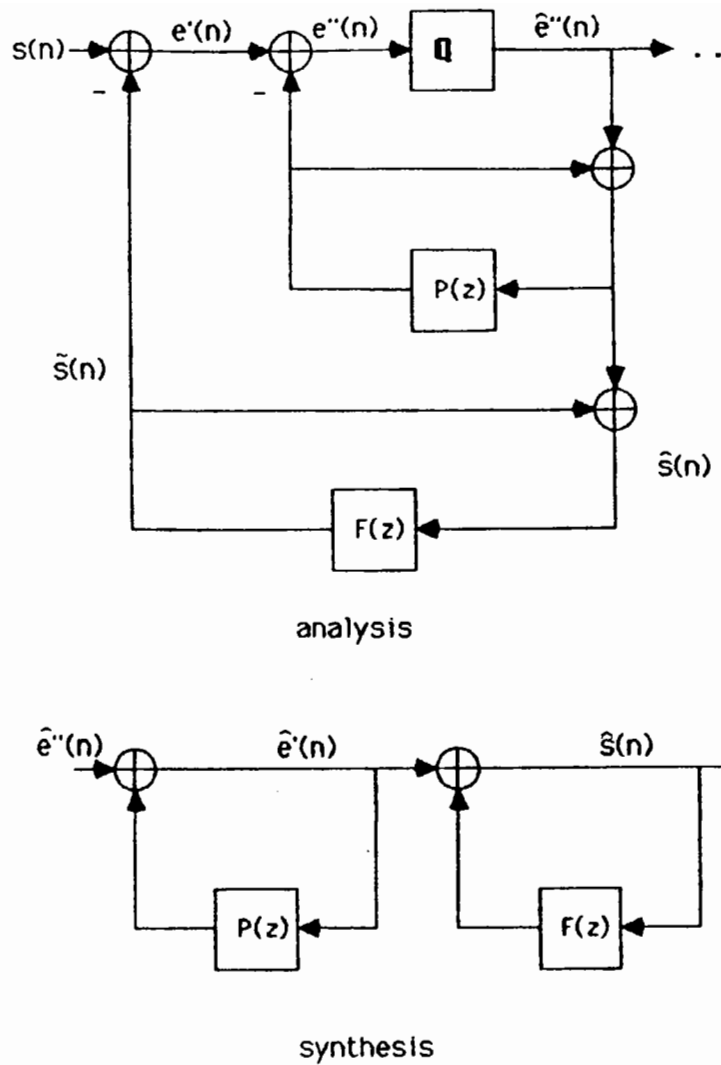 s(n) e'(n) e''(n) Q ê''(n) ...
- -
P(z)
s̃(n)
ŝ(n)
F(z)
analysis
ê''(n) ê'(n) ŝ(n)
P(z) F(z)
synthesis